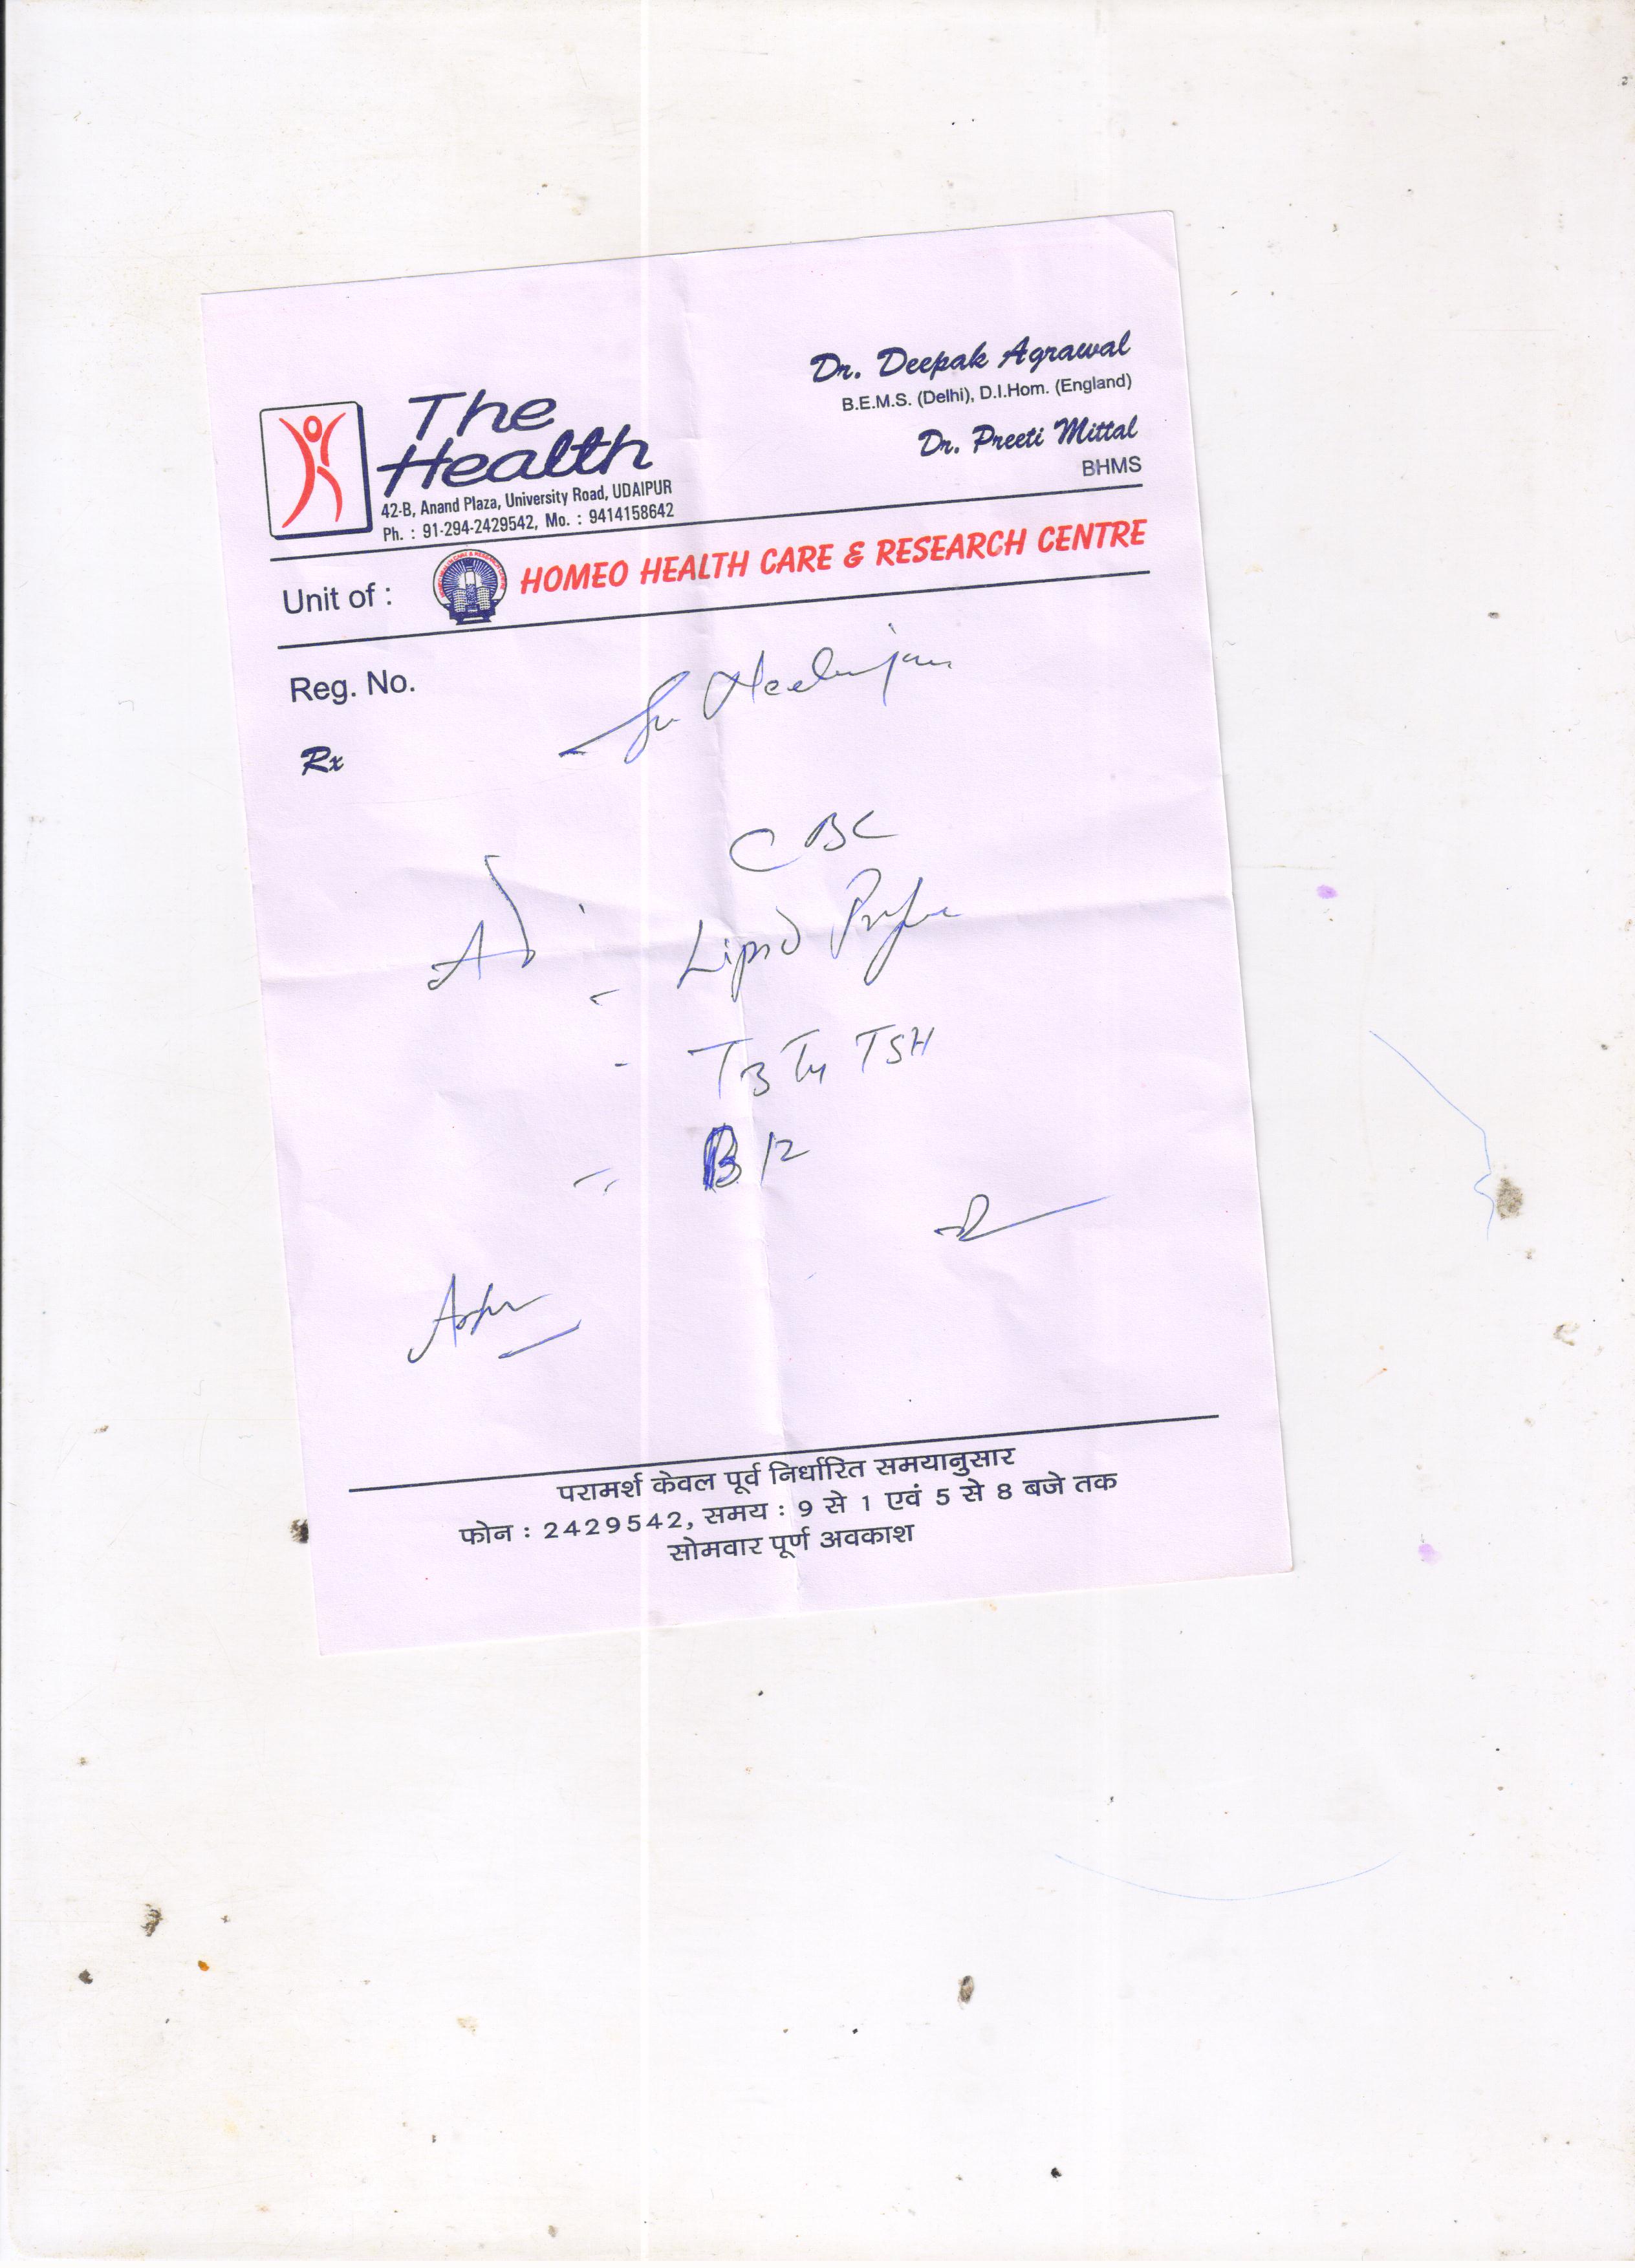 The
Health
42-B, Anand Plaza, University Road, UDAIPUR
Ph. : 91-294-2429542, Mo. : 9414158642
Dr. Deepak Agrawal
B.E.M.S. (Delhi), D.I.Hom. (England)
Dr. Preeti Mittal
BHMS
Unit of : HOMEO HEALTH CARE & RESEARCH CENTRE
Reg. No.
Rx
CBC
- Lipid Profile
- T3 T4 TSH
- B12
परामर्श केवल पूर्व निर्धारित समयानुसार
फोन : 2429542, समय : 9 से 1 एवं 5 से 8 बजे तक
सोमवार पूर्ण अवकाश